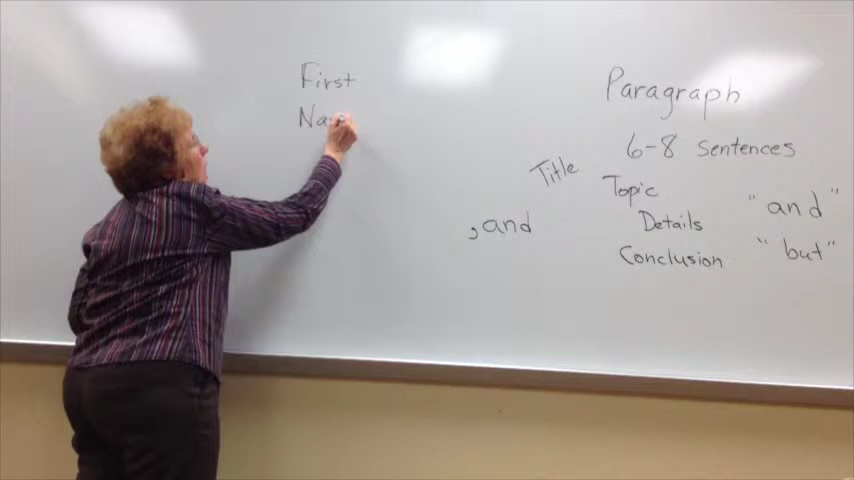 First
Na
Paragraph
6-8 sentences
Title
Topic
"and"
, and
Details
"but"
Conclusion